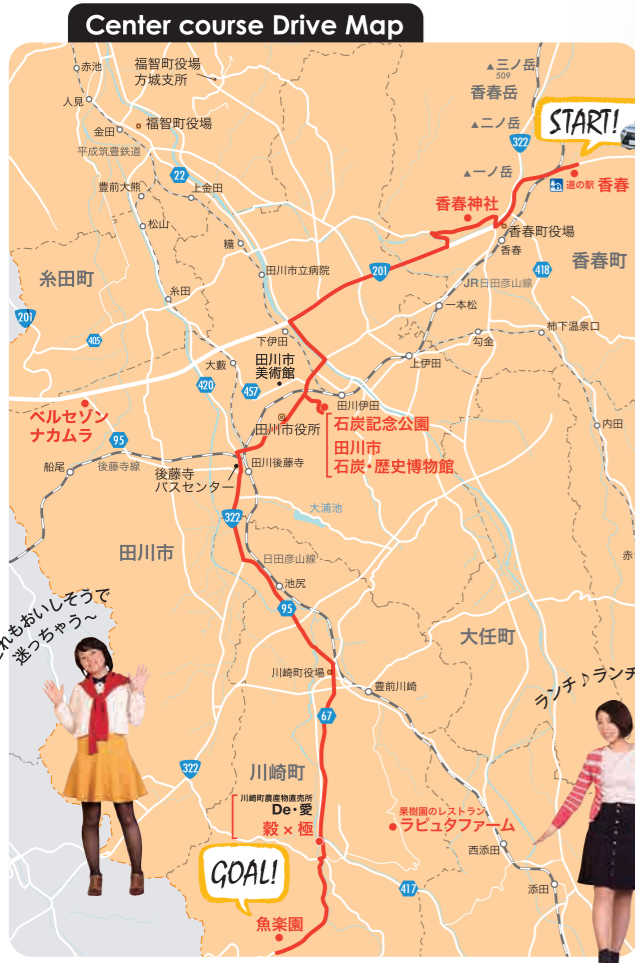 Center course Drive Map
赤池
福智町役場
方城支所
▲三ノ岳
509
香春岳
人見
START!
金田
福智町役場
▲二ノ岳
322
平成筑豊鉄道
22
▲一ノ岳
道の駅 香春
豊前大熊
上金田
香春神社
松山
香春町役場
糒
香春
香春町
糸田町
田川市立病院
201
418
JR日田彦山線
糸田
一本松
201
405
下伊田
勾金
柿下温泉口
大藪
田川市
美術館
上伊田
420
457
田川伊田
ベルセゾン
ナカムラ
田川市役所
石炭記念公園
内田
95
田川市
石炭・歴史博物館
船尾
後藤寺線
後藤寺
バスセンター
田川後藤寺
322
大浦池
田川市
日田彦山線
赤
池尻
95
れもおいしそうで
迷っちゃう〜
大任町
川崎町役場
豊前川崎
ランチ♪ランチ
67
322
川崎町
川崎町農産物直売所
De・愛
穀×極
果樹園のレストラン
ラピュタファーム
西添田
GOAL!
417
添田
魚楽園